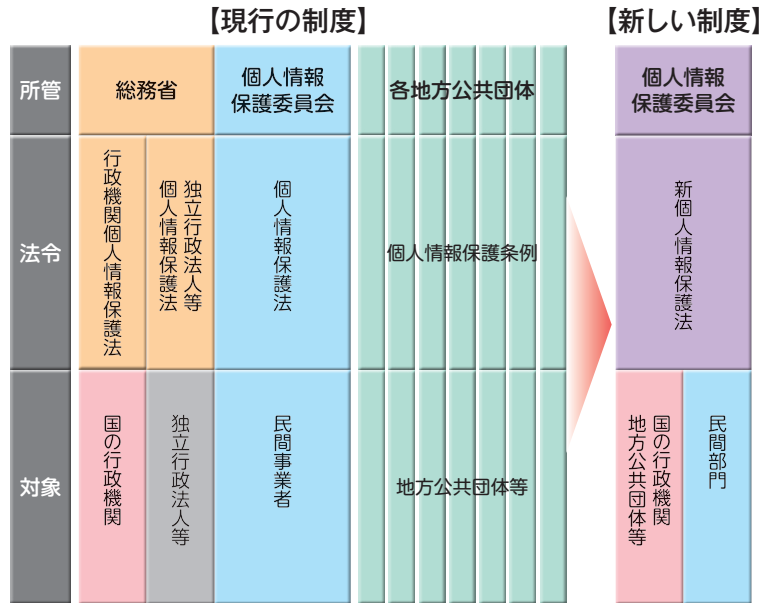 【現行の制度】
【新しい制度】
所管
総務省
個人情報
保護委員会
各地方公共団体
個人情報
保護委員会
法令
行政機関個人情報保護法
独立行政法人等
個人情報保護法
個人情報保護法
個人情報保護条例
新個人情報保護法
対象
国の行政機関
独立行政法人等
民間事業者
地方公共団体等
国の行政機関
地方公共団体等
民間部門